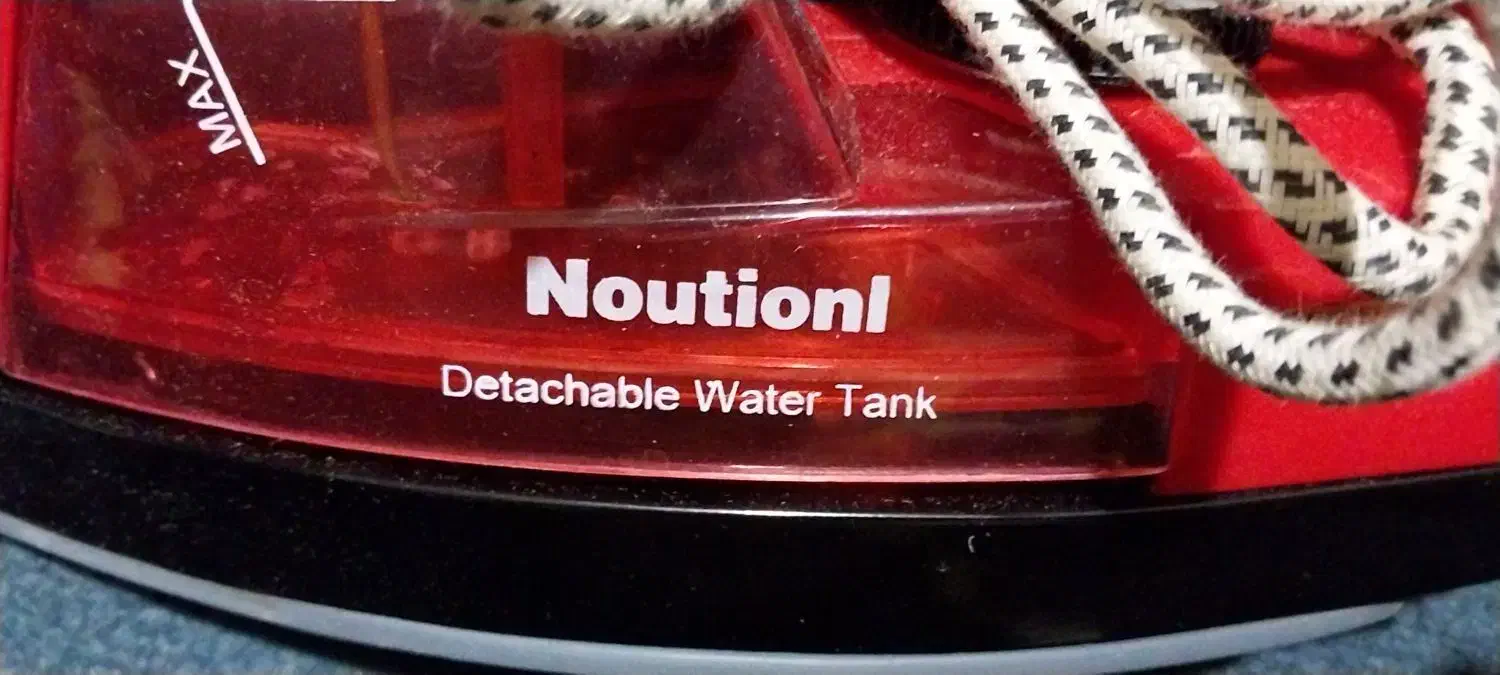 MAX
Noutionl
Detachable Water Tank